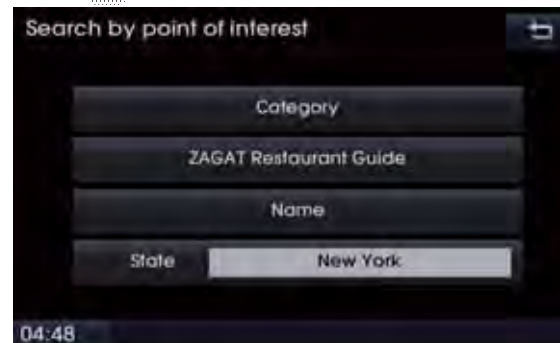 Search by point of interest
Category
ZAGAT Restaurant Guide
Name
State New York
04:48